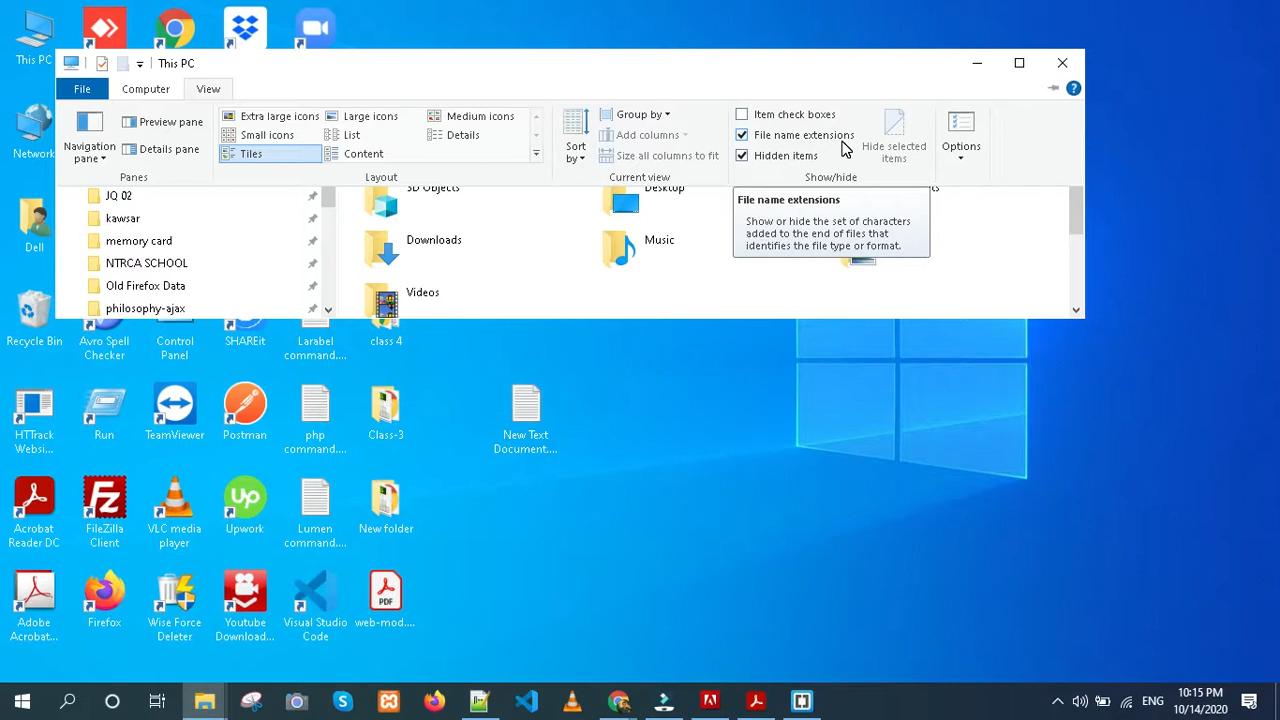 This PC
This PC
File
Computer
View
Navigation
pane
Preview pane
Details pane
Panes
Extra large icons
Large icons
Medium icons
Small icons
List
Details
Tiles
Content
Layout
Sort
by
Group by
Add columns
Size all columns to fit
Current view
Item check boxes
File name extensions
Hidden items
Hide selected
items
Show/hide
Options
File name extensions
Show or hide the set of characters
added to the end of files that
identifies the file type or format.
JQ 02
kawsar
memory card
NTRCA SCHOOL
Old Firefox Data
philosophy-ajax
3D Objects
Desktop
Downloads
Music
Videos
Network
Dell
Recycle Bin
Avro Spell
Checker
Control
Panel
SHAREit
Larabel
command....
class 4
HTTrack
Websi...
Run
TeamViewer
Postman
php
command....
Class-3
New Text
Document....
Acrobat
Reader DC
FileZilla
Client
VLC media
player
Up
Upwork
Lumen
command....
New folder
Adobe
Acrobat...
Firefox
Wise Force
Deleter
Youtube
Download...
Visual Studio
Code
PDF
web-mod....
ENG
10:15 PM
10/14/2020